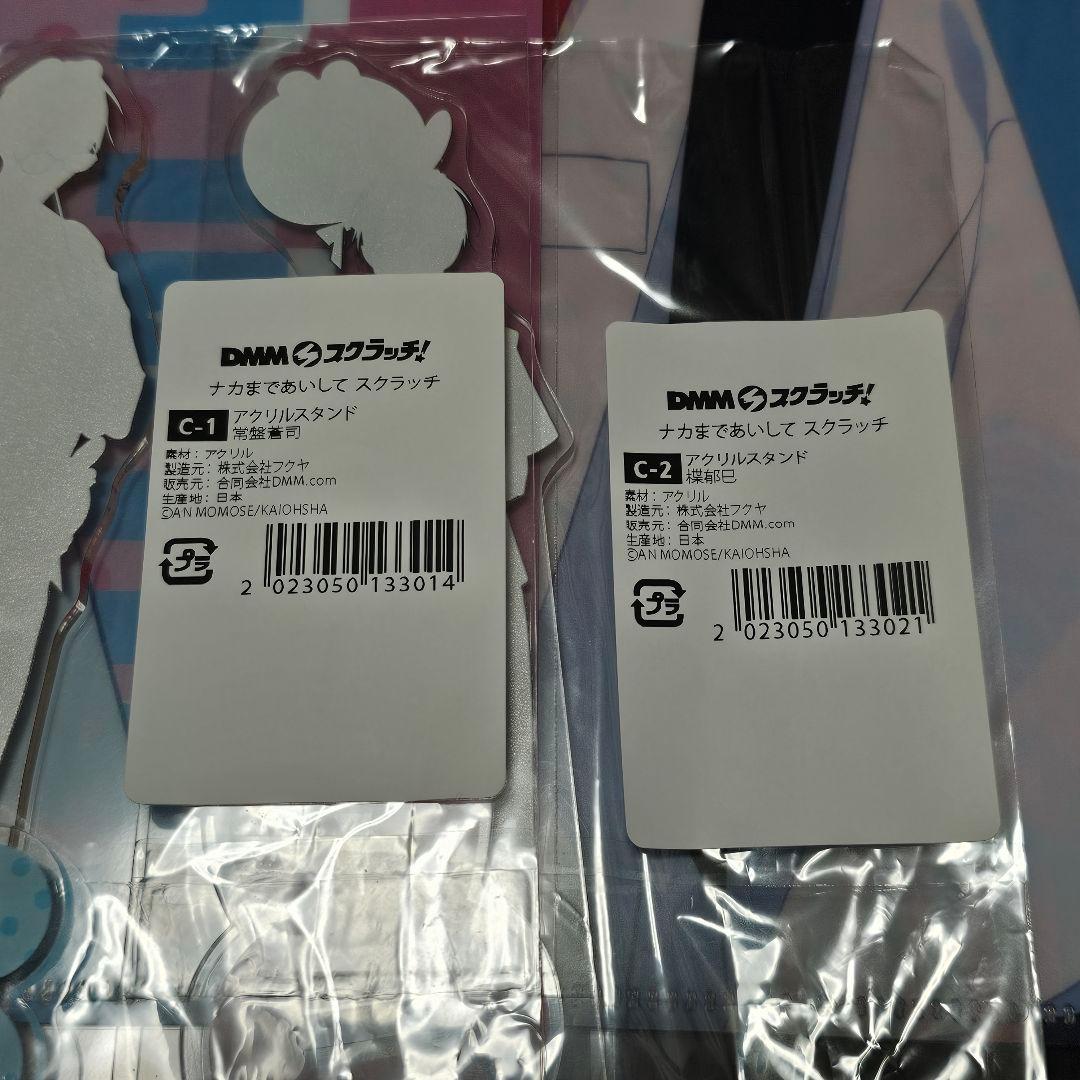 DMMスクラッチ!
ナカまであいして スクラッチ
C-1 アクリルスタンド
常盤蒼司
素材：アクリル
製造元：株式会社フクヤ
販売元：合同会社DMM.com
生産地：日本
©AN MOMOSE/KAIOHSHA
プラ
2 023050 133014
DMMスクラッチ!
ナカまであいして スクラッチ
C-2 アクリルスタンド
楪郁巳
素材：アクリル
製造元：株式会社フクヤ
販売元：合同会社DMM.com
生産地：日本
©AN MOMOSE/KAIOHSHA
プラ
2 023050 133021